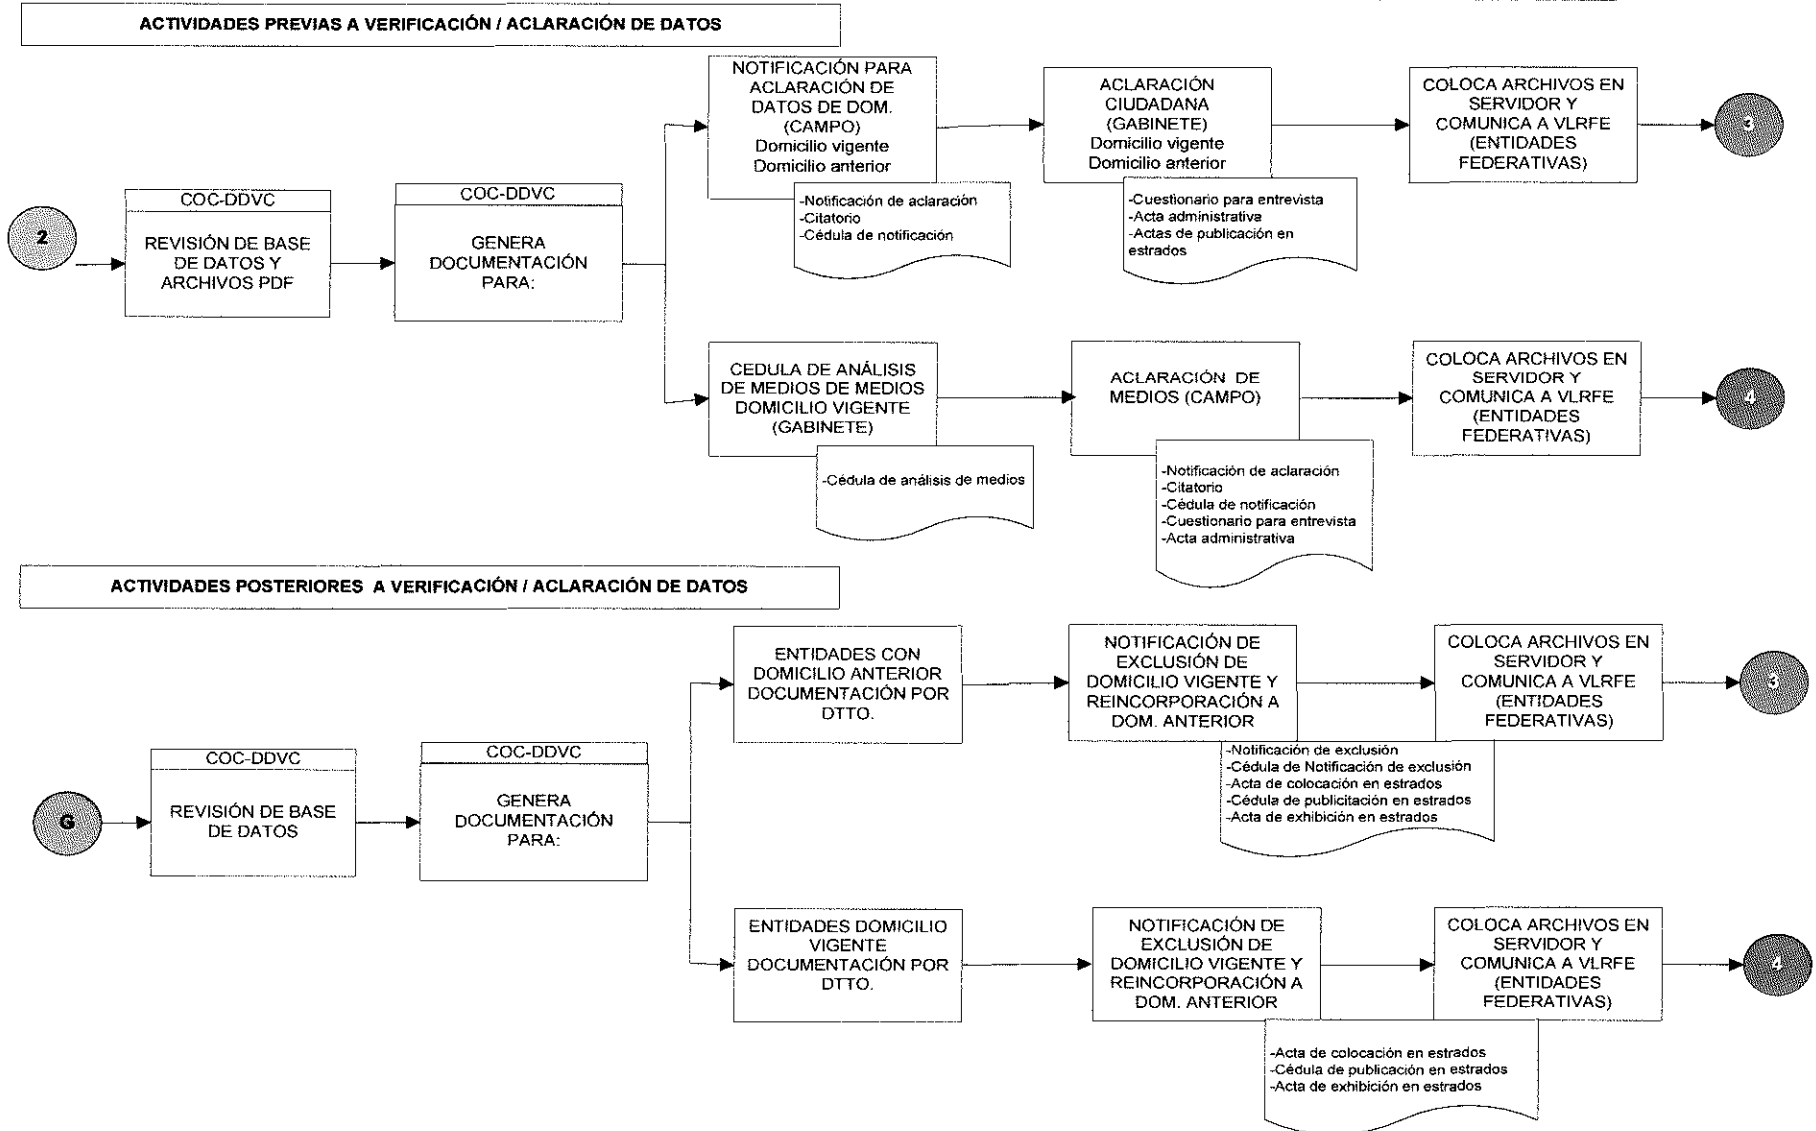 ACTIVIDADES PREVIAS A VERIFICACIÓN / ACLARACIÓN DE DATOS
2
COC-DDVC
REVISIÓN DE BASE
DE DATOS Y
ARCHIVOS PDF
COC-DDVC
GENERA
DOCUMENTACIÓN
PARA:
NOTIFICACIÓN PARA
ACLARACIÓN DE
DATOS DE DOM.
(CAMPO)
Domicilio vigente
Domicilio anterior
-Notificación de aclaración
-Citatorio
-Cédula de notificación
ACLARACIÓN
CIUDADANA
(GABINETE)
Domicilio vigente
Domicilio anterior
-Cuestionario para entrevista
-Acta administrativa
-Actas de publicación en
estrados
COLOCA ARCHIVOS EN
SERVIDOR Y
COMUNICA A VLRFE
(ENTIDADES
FEDERATIVAS)
3
CEDULA DE ANÁLISIS
DE MEDIOS DE MEDIOS
DOMICILIO VIGENTE
(GABINETE)
-Cédula de análisis de medios
ACLARACIÓN DE
MEDIOS (CAMPO)
-Notificación de aclaración
-Citatorio
-Cédula de notificación
-Cuestionario para entrevista
-Acta administrativa
COLOCA ARCHIVOS EN
SERVIDOR Y
COMUNICA A VLRFE
(ENTIDADES
FEDERATIVAS)
4
ACTIVIDADES POSTERIORES A VERIFICACIÓN / ACLARACIÓN DE DATOS
G
COC-DDVC
REVISIÓN DE BASE
DE DATOS
COC-DDVC
GENERA
DOCUMENTACIÓN
PARA:
ENTIDADES CON
DOMICILIO ANTERIOR
DOCUMENTACIÓN POR
DTTO.
NOTIFICACIÓN DE
EXCLUSIÓN DE
DOMICILIO VIGENTE Y
REINCORPORACIÓN A
DOM. ANTERIOR
-Notificación de exclusión
-Cédula de Notificación de exclusión
-Acta de colocación en estrados
-Cédula de publicitación en estrados
-Acta de exhibición en estrados
COLOCA ARCHIVOS EN
SERVIDOR Y
COMUNICA A VLRFE
(ENTIDADES
FEDERATIVAS)
3
ENTIDADES DOMICILIO
VIGENTE
DOCUMENTACIÓN POR
DTTO.
NOTIFICACIÓN DE
EXCLUSIÓN DE
DOMICILIO VIGENTE Y
REINCORPORACIÓN A
DOM. ANTERIOR
-Acta de colocación en estrados
-Cédula de publicación en estrados
-Acta de exhibición en estrados
COLOCA ARCHIVOS EN
SERVIDOR Y
COMUNICA A VLRFE
(ENTIDADES
FEDERATIVAS)
4